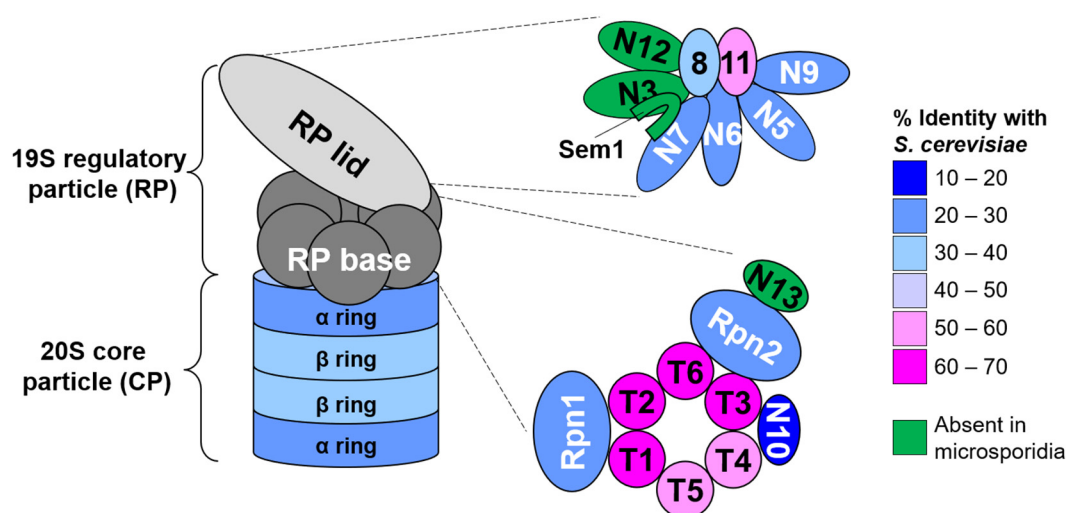 19S regulatory
particle (RP)
20S core
particle (CP)
RP lid
RP base
α ring
β ring
β ring
α ring
N12
8
11
N9
N3
N5
N6
N7
Sem1
N13
Rpn2
T6
T2
T3
N10
Rpn1
T1
T4
T5
% Identity with
S. cerevisiae
10 – 20
20 – 30
30 – 40
40 – 50
50 – 60
60 – 70
Absent in
microsporidia